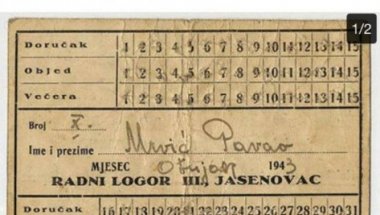 1/2
Doručak 1 2 3 4 5 6 7 8 9 10 11 12 13 14 15
Objed 1 2 3 4 5 6 7 8 9 10 11 12 13 14 15
Večera 1 2 3 4 5 6 7 8 9 10 11 12 13 14 15
Broj X.
Ime i prezime Mrvić Pavao
MJESEC Ožujak 1943
RADNI LOGOR III. JASENOVAC
Doručak 16 17 18 19 20 21 22 23 24 25 26 27 28 29 30 31